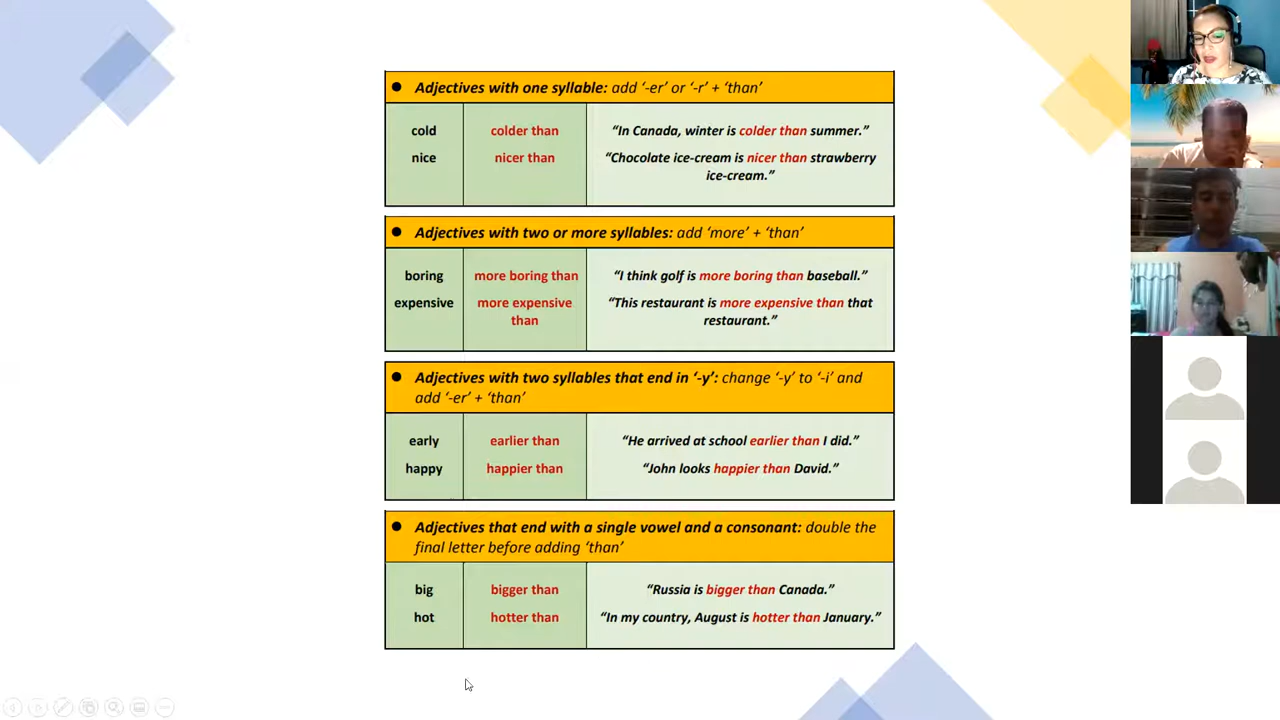 ● Adjectives with one syllable: add ‘-er’ or ‘-r’ + ‘than’
cold colder than “In Canada, winter is colder than summer.”
nice nicer than “Chocolate ice-cream is nicer than strawberry
ice-cream.”
● Adjectives with two or more syllables: add ‘more’ + ‘than’
boring more boring than “I think golf is more boring than baseball.”
expensive more expensive “This restaurant is more expensive than that
than restaurant.”
● Adjectives with two syllables that end in ‘-y’: change ‘-y’ to ‘-i’ and
add ‘-er’ + ‘than’
early earlier than “He arrived at school earlier than I did.”
happy happier than “John looks happier than David.”
● Adjectives that end with a single vowel and a consonant: double the
final letter before adding ‘than’
big bigger than “Russia is bigger than Canada.”
hot hotter than “In my country, August is hotter than January.”